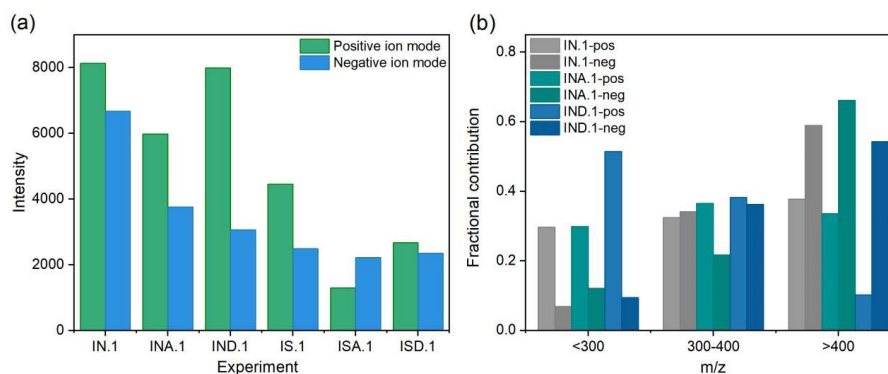 (a)
Positive ion mode
Negative ion mode
8000
6000
4000
2000
0
Intensity
IN.1 INA.1 IND.1 IS.1 ISA.1 ISD.1
Experiment
(b)
IN.1-pos
IN.1-neg
INA.1-pos
INA.1-neg
IND.1-pos
IND.1-neg
0.8
0.6
0.4
0.2
0.0
Fractional contribution
<300 300-400 >400
m/z